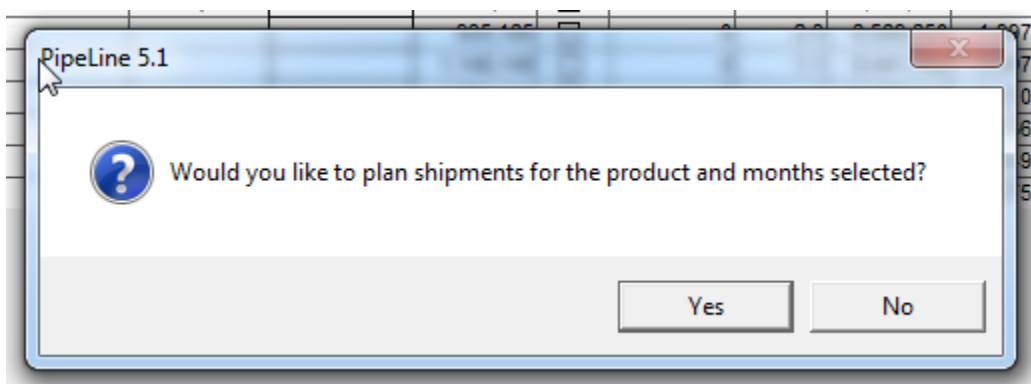 PipeLine 5.1
Would you like to plan shipments for the product and months selected?
Yes
No